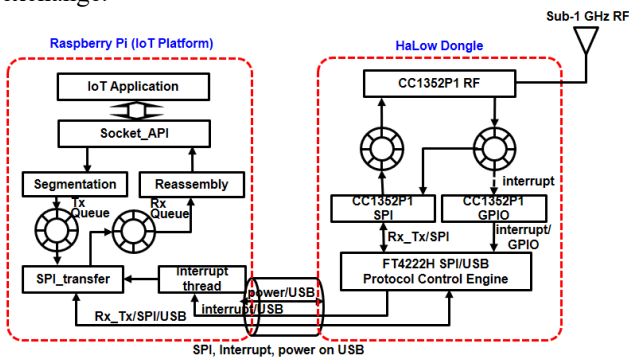 Sub-1 GHz RF
Raspberry Pi (IoT Platform)
HaLow Dongle
IoT Application
CC1352P1 RF
Socket_API
Segmentation
Reassembly
interrupt
Tx
Queue
Rx
Queue
CC1352P1
SPI
CC1352P1
GPIO
Rx_Tx/SPI
interrupt/
GPIO
SPI_transfer
Interrupt
thread
FT4222H SPI/USB
Protocol Control Engine
power/USB
interrupt/USB
Rx_Tx/SPI/USB
SPI, Interrupt, power on USB